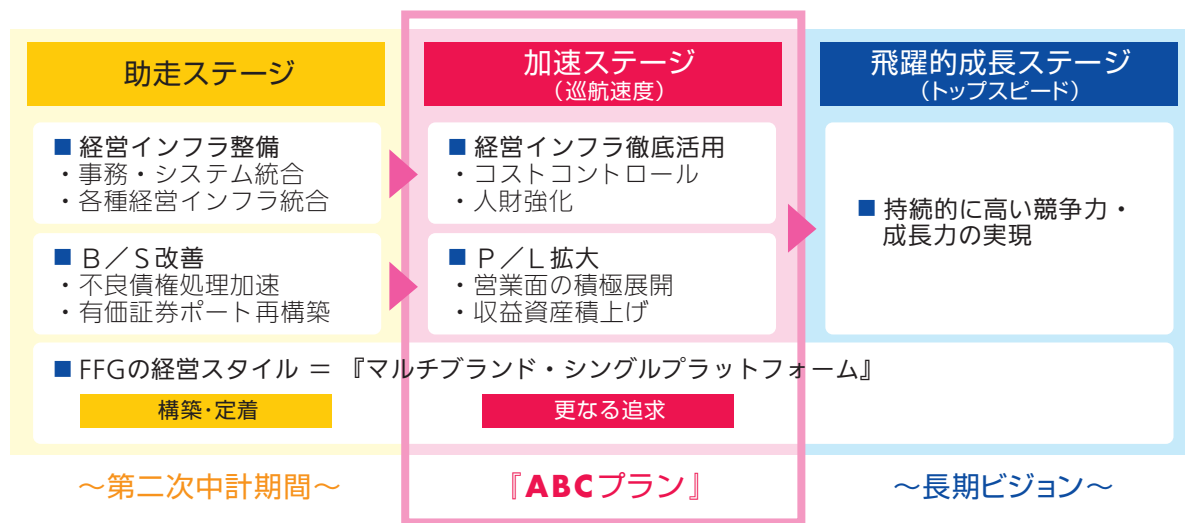 助走ステージ
■ 経営インフラ整備
・事務・システム統合
・各種経営インフラ統合
■ B／S改善
・不良債権処理加速
・有価証券ポート再構築
加速ステージ
（巡航速度）
■ 経営インフラ徹底活用
・コストコントロール
・人財強化
■ P／L拡大
・営業面の積極展開
・収益資産積上げ
飛躍的成長ステージ
（トップスピード）
■ 持続的に高い競争力・
成長力の実現
■ FFGの経営スタイル ＝ 『マルチブランド・シングルプラットフォーム』
構築・定着
更なる追求
～第二次中計期間～
『ABCプラン』
～長期ビジョン～